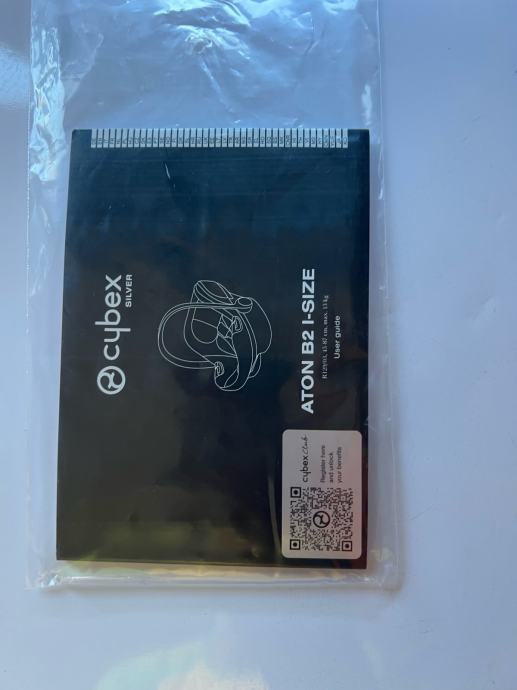 cybex
SILVER
ATON B2 I-SIZE
R129/03, 45-87 cm, max. 13 kg
User guide
cybex Club
Register here
and unlock
your benefits